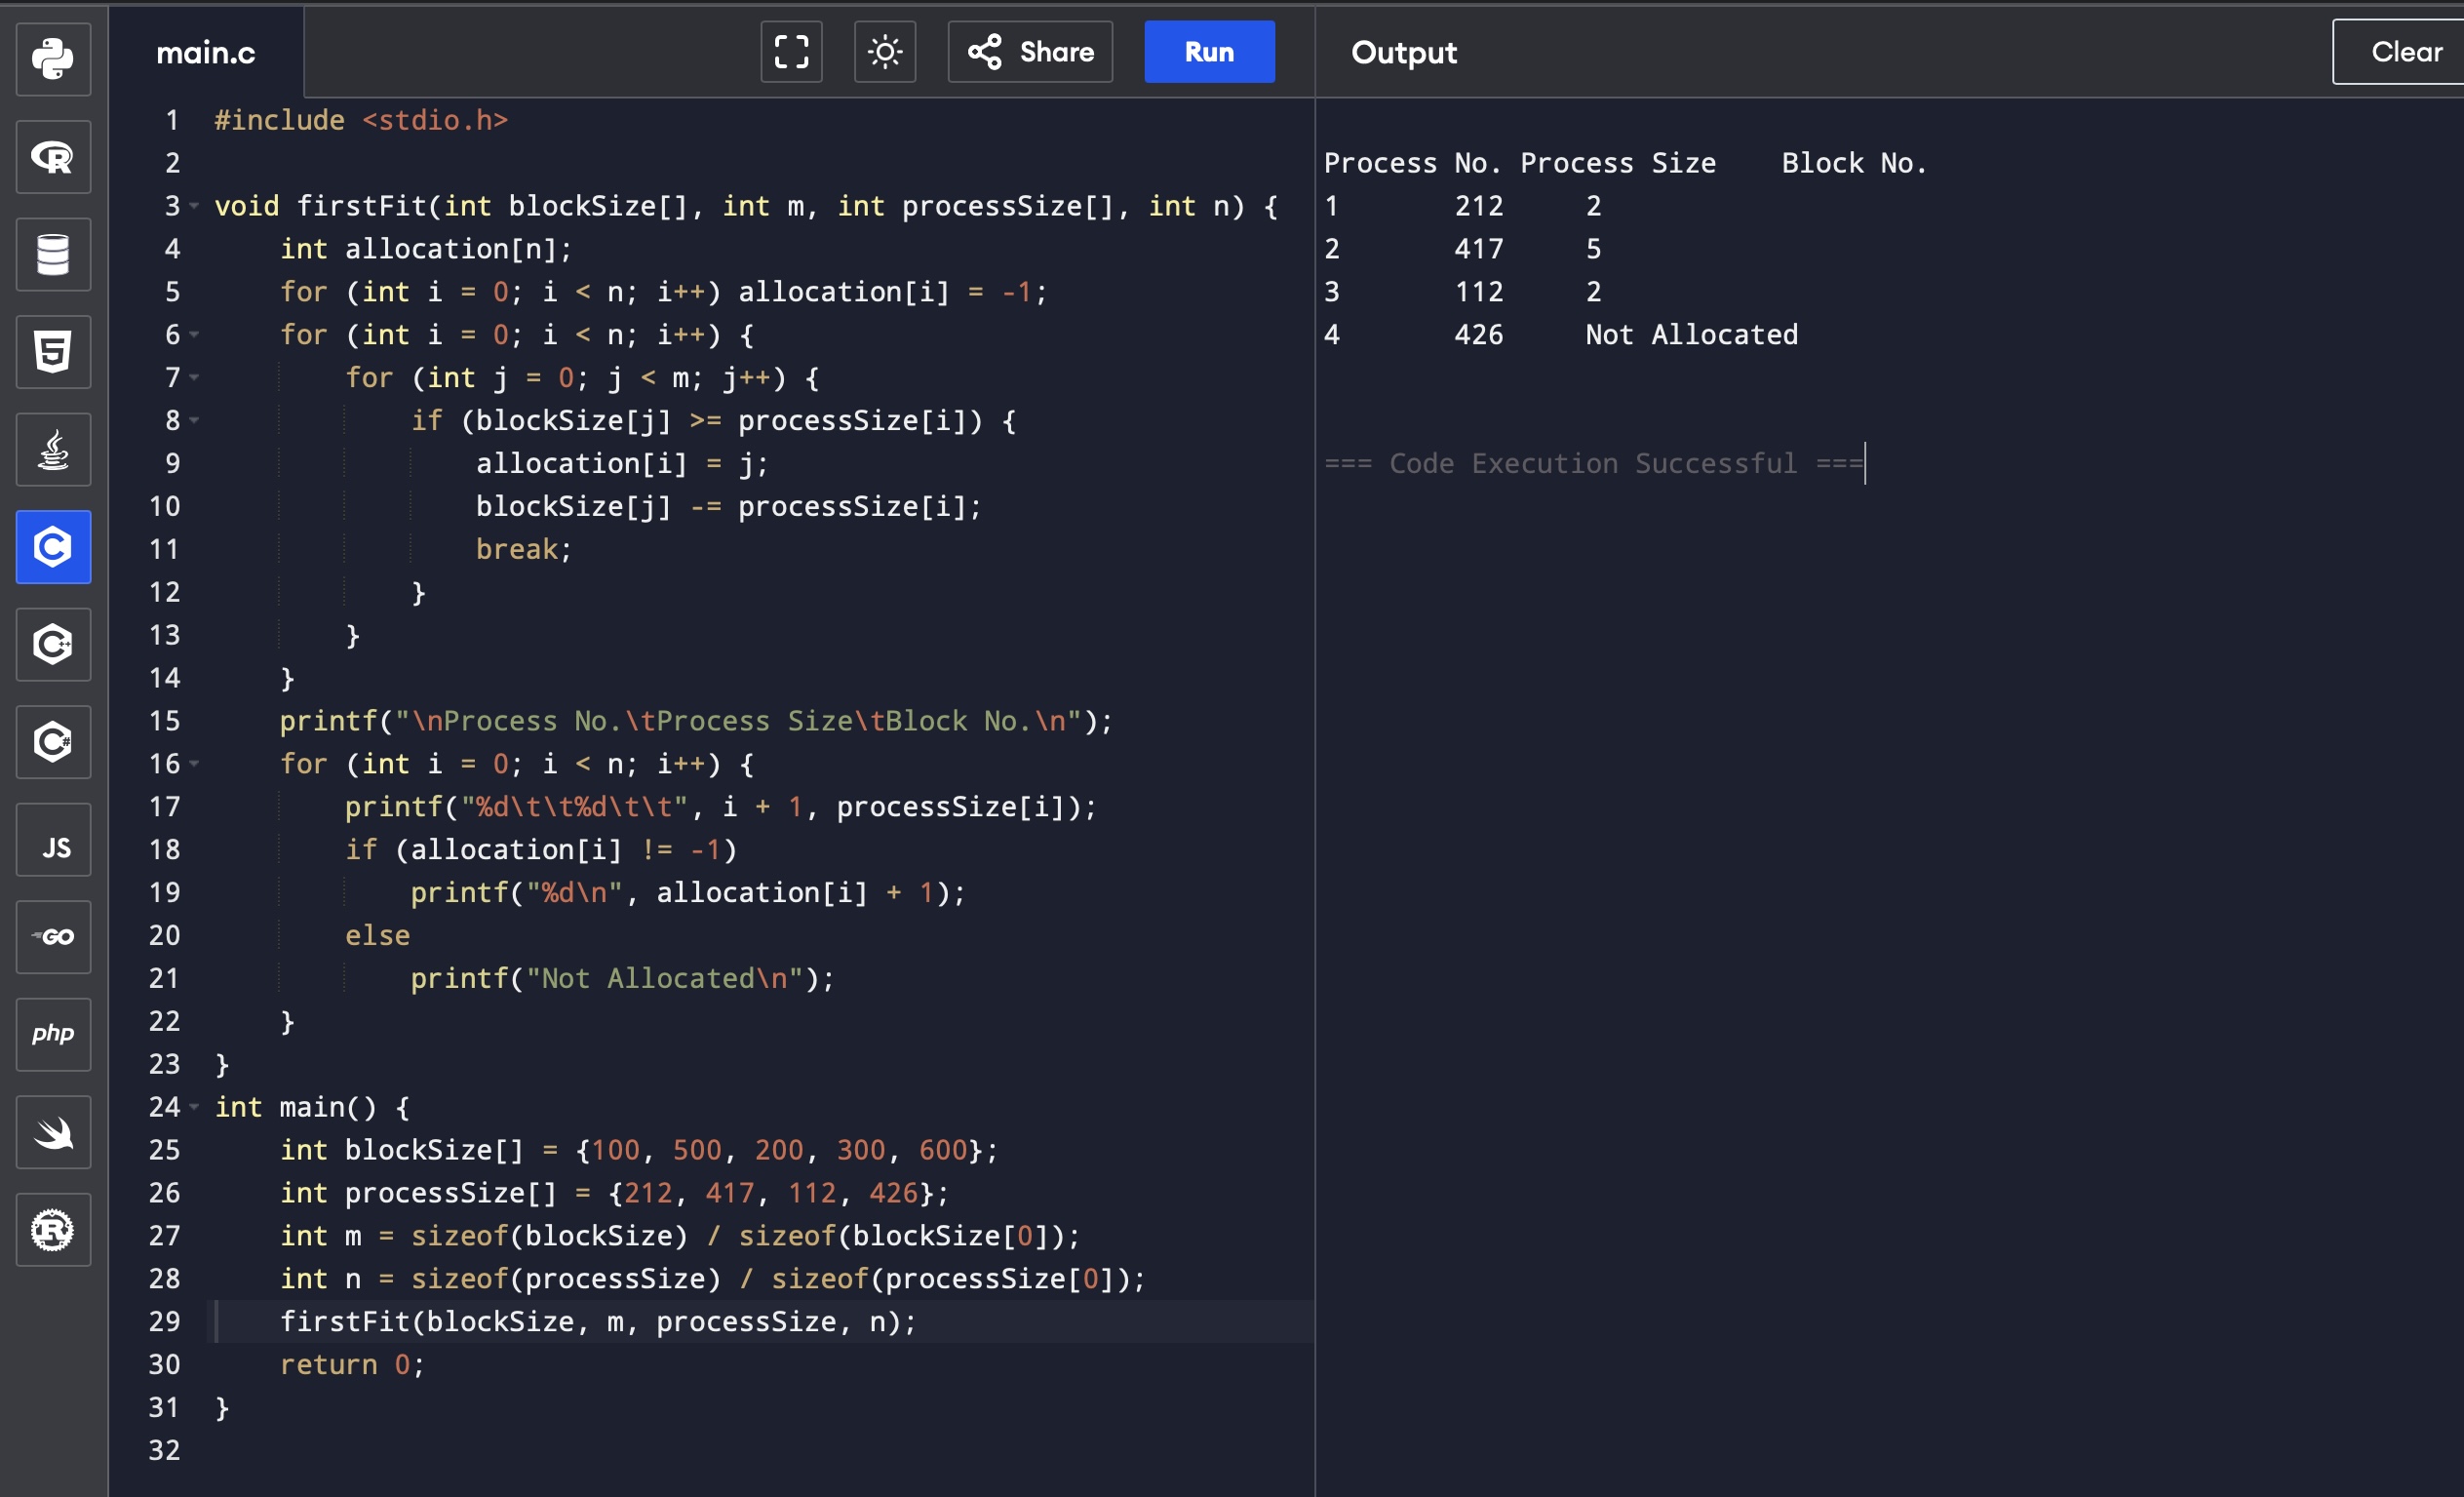 main.c
Share
Run
Output
Clear
1 #include <stdio.h>
2
3 void firstFit(int blockSize[], int m, int processSize[], int n) {
4     int allocation[n];
5     for (int i = 0; i < n; i++) allocation[i] = -1;
6     for (int i = 0; i < n; i++) {
7         for (int j = 0; j < m; j++) {
8             if (blockSize[j] >= processSize[i]) {
9                 allocation[i] = j;
10                 blockSize[j] -= processSize[i];
11                 break;
12             }
13         }
14     }
15     printf("\nProcess No.\tProcess Size\tBlock No.\n");
16     for (int i = 0; i < n; i++) {
17         printf("%d\t\t%d\t\t", i + 1, processSize[i]);
18         if (allocation[i] != -1)
19             printf("%d\n", allocation[i] + 1);
20         else
21             printf("Not Allocated\n");
22     }
23 }
24 int main() {
25     int blockSize[] = {100, 500, 200, 300, 600};
26     int processSize[] = {212, 417, 112, 426};
27     int m = sizeof(blockSize) / sizeof(blockSize[0]);
28     int n = sizeof(processSize) / sizeof(processSize[0]);
29     firstFit(blockSize, m, processSize, n);
30     return 0;
31 }
32
Process No. Process Size    Block No.
1        212     2
2        417     5
3        112     2
4        426     Not Allocated
=== Code Execution Successful ===
R
5
C
C++
C#
JS
GO
php
R